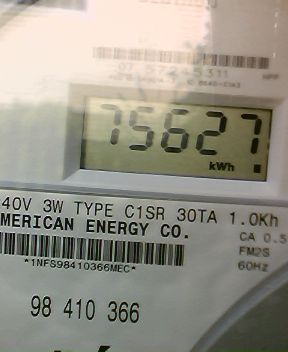 75627
kWh
40V 3W TYPE C1SR 30TA 1.0Kh
MERICAN ENERGY CO.
CA 0.5
*1NFS98410366MEC*
FM2S
60Hz
98 410 366